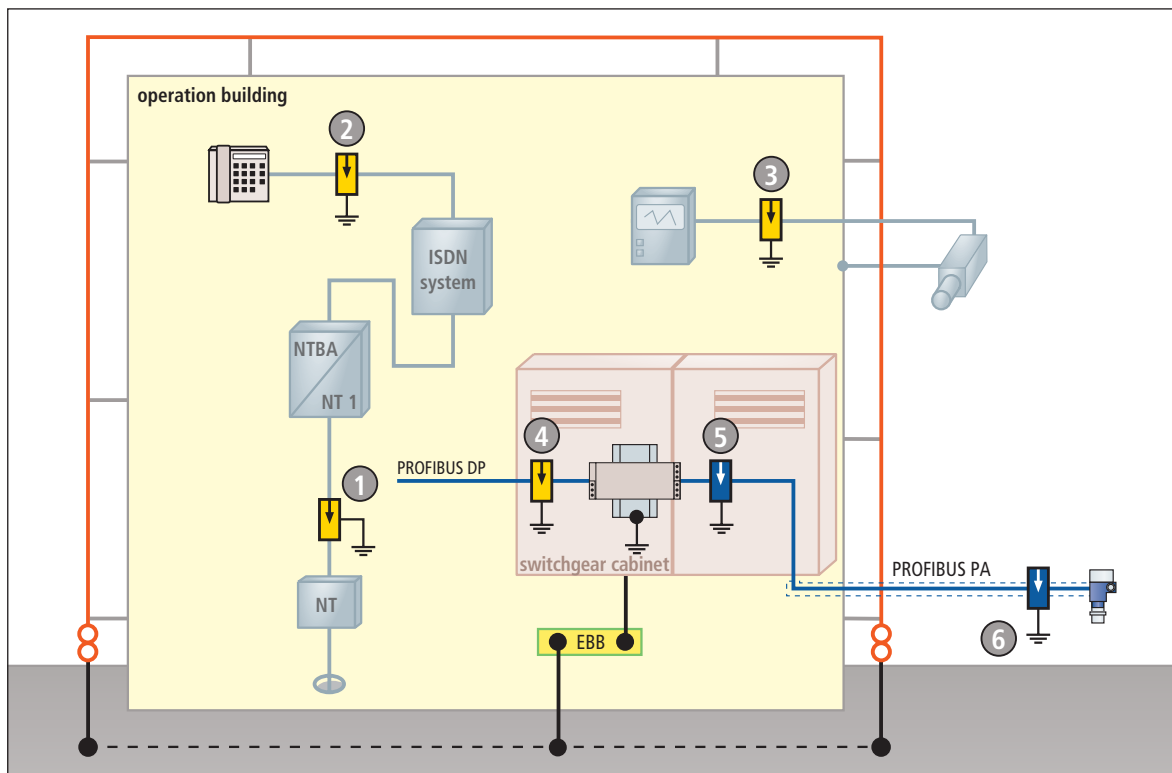 operation building
2
3
ISDN
system
NTBA
NT 1
4
5
PROFIBUS DP
1
switchgear cabinet
PROFIBUS PA
NT
6
EBB